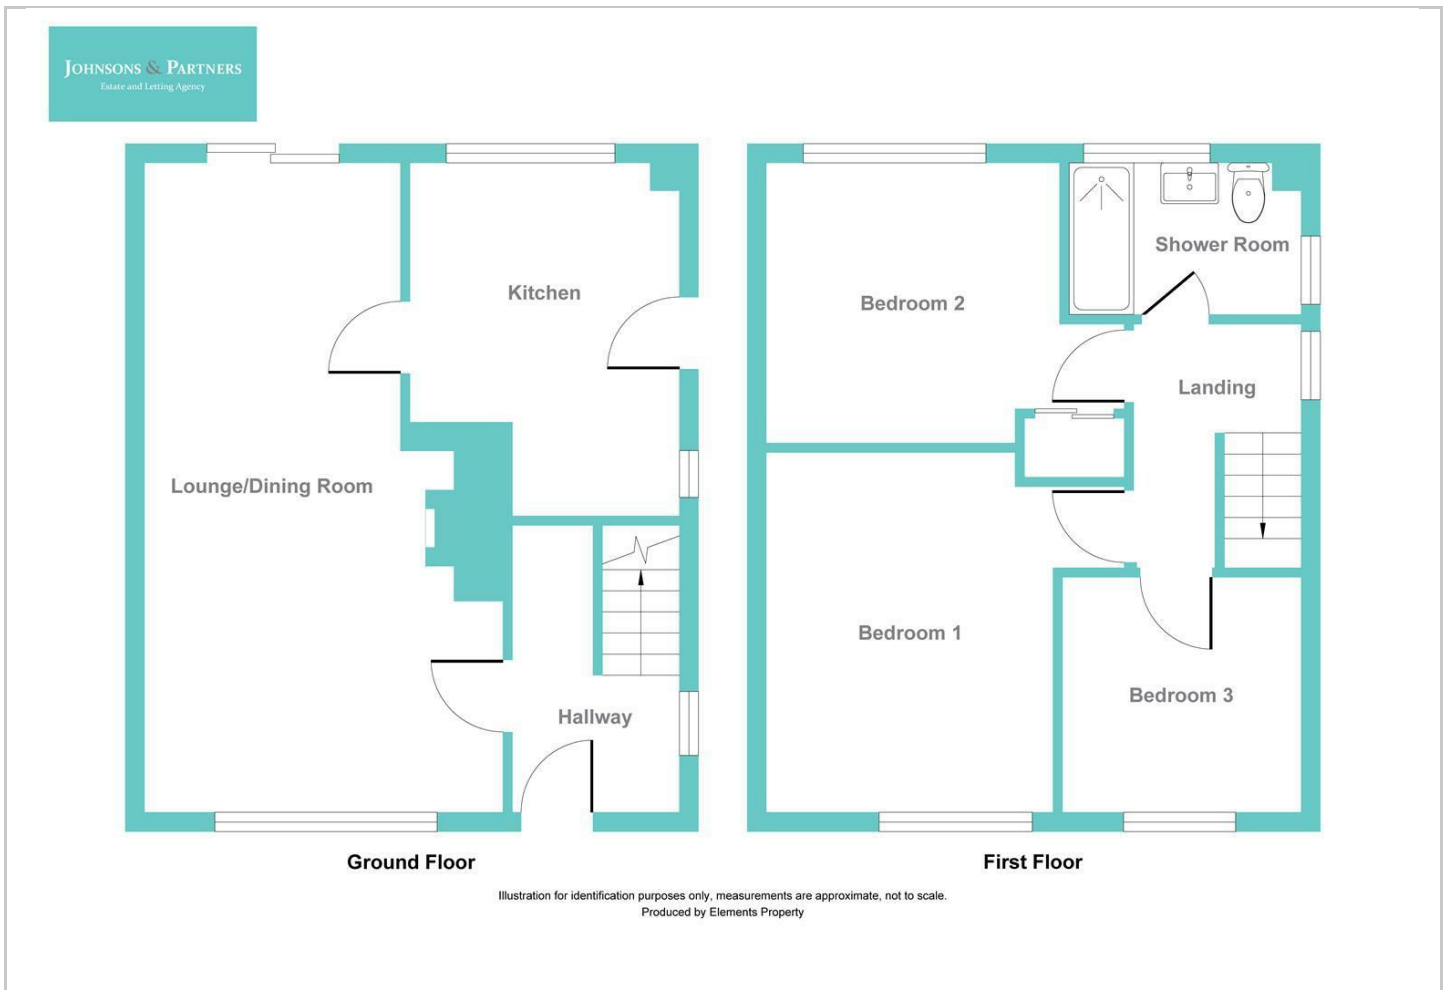 JOHNSONS & PARTNERS
Estate and Letting Agency
Kitchen
Lounge/Dining Room
Hallway
Ground Floor
Shower Room
Bedroom 2
Landing
Bedroom 1
Bedroom 3
First Floor
Illustration for identification purposes only, measurements are approximate, not to scale.
Produced by Elements Property